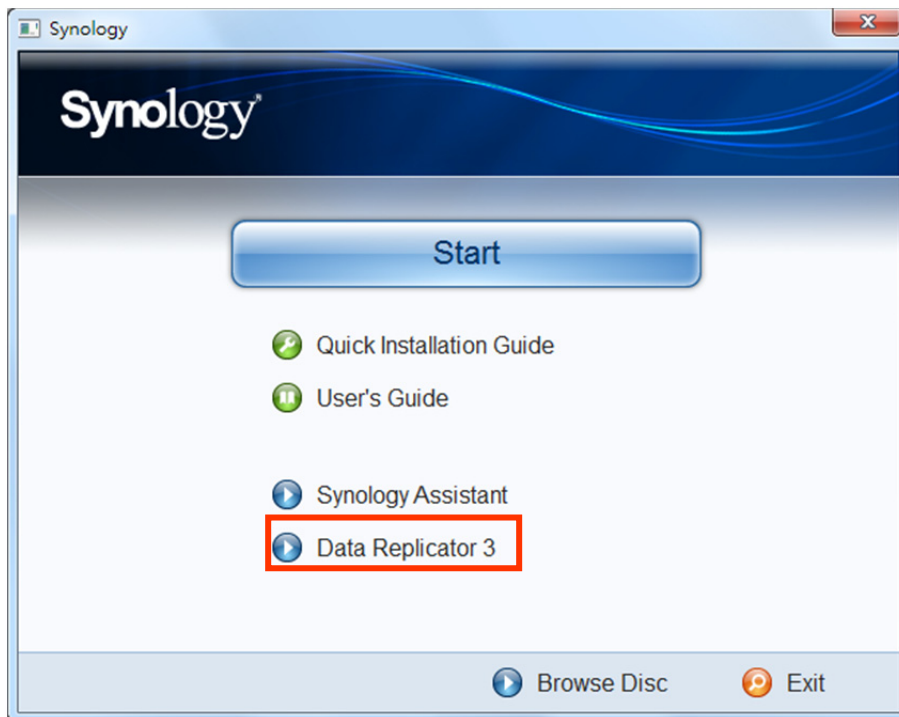 Synology
Synology
Start
Quick Installation Guide
User's Guide
Synology Assistant
Data Replicator 3
Browse Disc
Exit